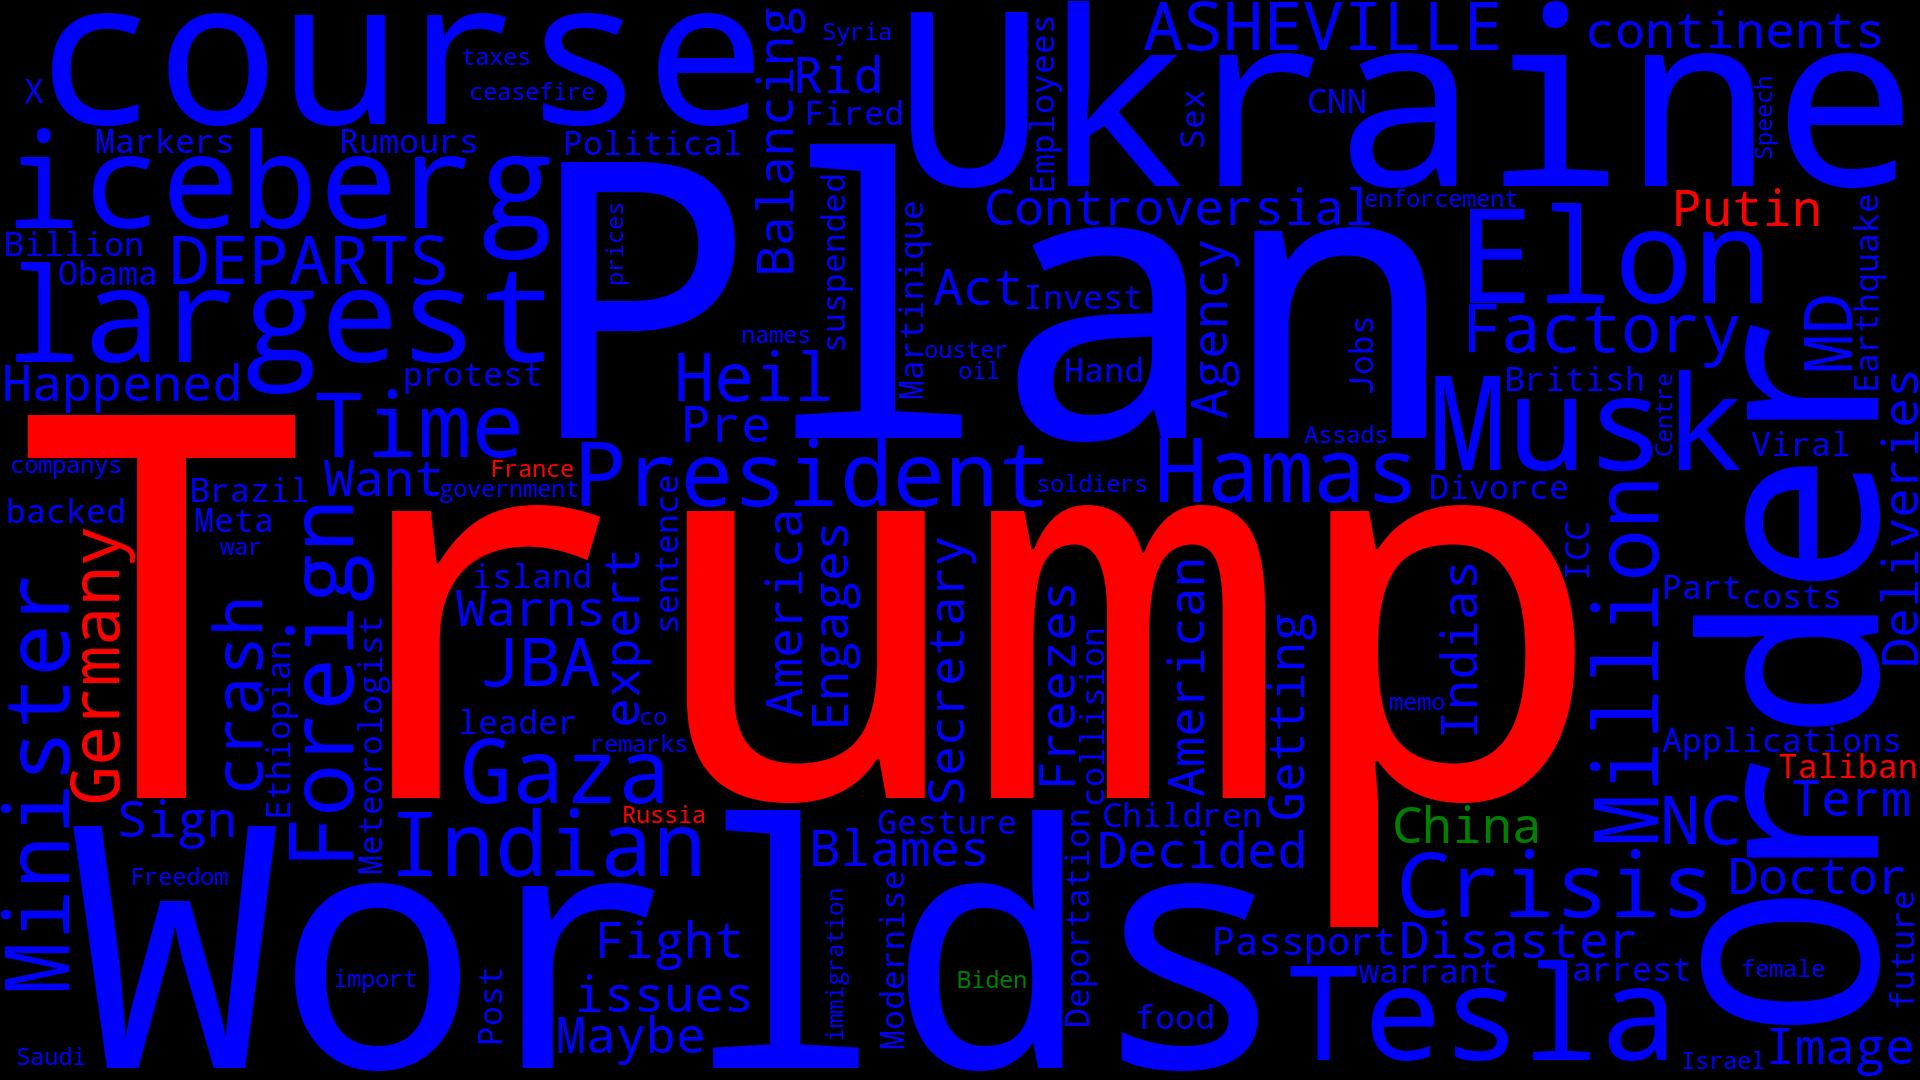 course
Ukraine
ASHEVILLE
continents
Syria
taxes
X
ceasefire
Rid
Fired
Balancing
Employees
Sex
CNN
Speech
Markers
Rumours
Political
iceberg
Plan
suspended
Martinique
Controversial
enforcement
Putin
Elon
Earthquake
Billion
DEPARTS
Obama
prices
Act
Invest
Agency
Jobs
Factory
MD
largest
names
ouster
oil
Hand
Happened
protest
Heil
British
Musk
Centre
Viral
Deliveries
Time
Pre
Assads
Order
Trump
companys
Want
France
government
President
soldiers
Hamas
Divorce
backed
Brazil
Meta
war
Germany
Foreign
sentence
America
Engages
Secretary
Freezes
collision
American
Getting
Indias
ICC
Millions
Part
costs
Minister
crash
Ethiopian
Meteorologist
island
Warns
JBA
expert
leader
co
remarks
memo
Applications
Taliban
Term
Gaza
Sign
Indian
Russia
Blames
Gesture
Children
Decided
China
NC
Crisis
Doctor
Freedom
Worlds
Fight
issues
Maybe
Post
import
immigration
Modernise
Biden
Deportation
food
Passport
Disaster
warrant
arrest
Tesla
female
future
Saudi
Israel
Image